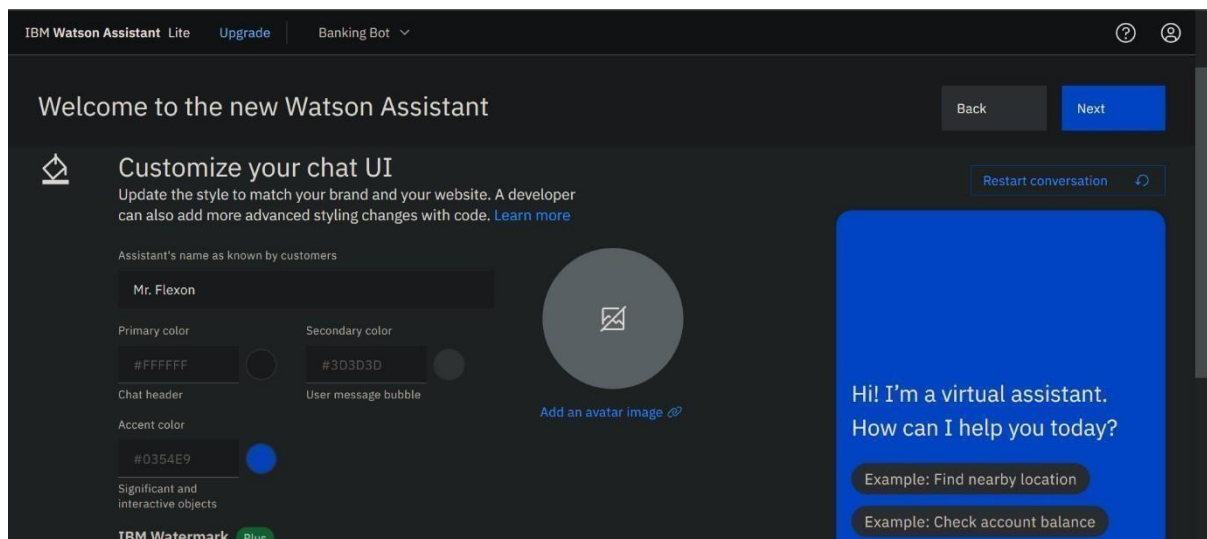 IBM Watson Assistant Lite Upgrade Banking Bot
Welcome to the new Watson Assistant
Back
Next
Customize your chat UI
Update the style to match your brand and your website. A developer
can also add more advanced styling changes with code. Learn more
Restart conversation
Assistant's name as known by customers
Mr. Flexon
Primary color
Secondary color
#FFFFFF
#3D3D3D
Chat header
User message bubble
Add an avatar image
Accent color
#0354E9
Significant and
interactive objects
IBM Watermark Plus
Hi! I'm a virtual assistant.
How can I help you today?
Example: Find nearby location
Example: Check account balance